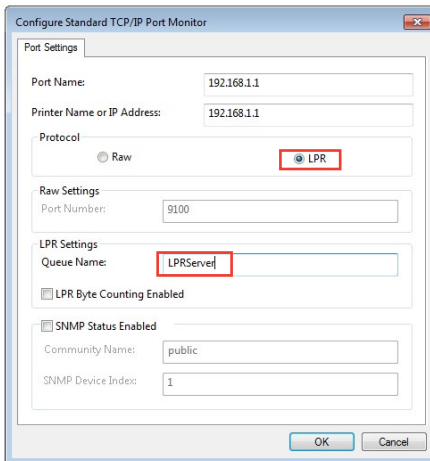 Configure Standard TCP/IP Port Monitor
Port Settings
Port Name: 192.168.1.1
Printer Name or IP Address: 192.168.1.1
Protocol
Raw LPR
Raw Settings
Port Number: 9100
LPR Settings
Queue Name: LPRServer
LPR Byte Counting Enabled
SNMP Status Enabled
Community Name: public
SNMP Device Index: 1
OK Cancel